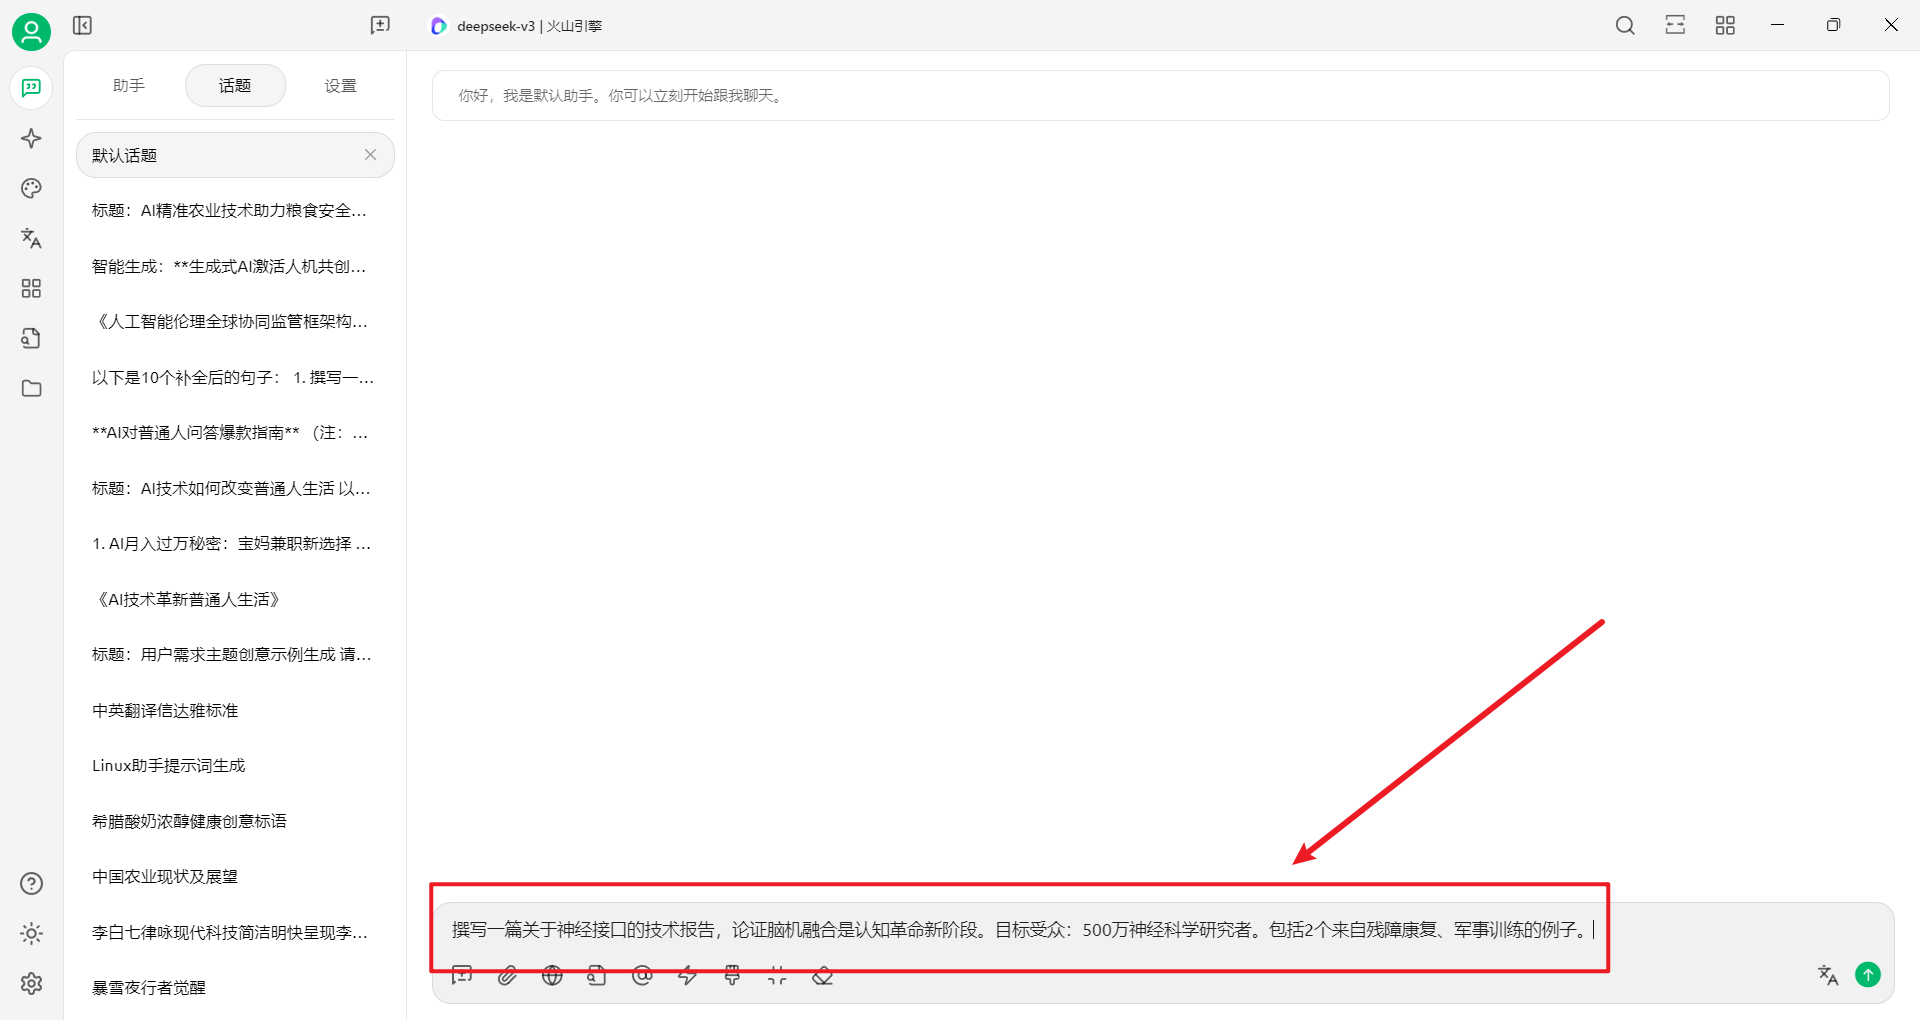 deepseek-v3 | 火山引擎
助手
话题
设置
你好，我是默认助手。你可以立刻开始跟我聊天。
默认话题
标题：AI精准农业技术助力粮食安全...
智能生成：**生成式AI激活人机共创...
《人工智能伦理全球协同监管框架构...
以下是10个补全后的句子： 1. 撰写一...
**AI对普通人问答爆款指南** （注：...
标题：AI技术如何改变普通人生活 以...
1. AI月入过万秘密：宝妈兼职新选择 ...
《AI技术革新普通人生活》
标题：用户需求主题创意示例生成 请...
中英翻译信达雅标准
Linux助手提示词生成
希腊酸奶浓醇健康创意标语
中国农业现状及展望
李白七律咏现代科技简洁明快呈现李...
暴雪夜行者觉醒
撰写一篇关于神经接口的技术报告，论证脑机融合是认知革命新阶段。目标受众：500万神经科学研究者。包括2个来自残障康复、军事训练的例子。